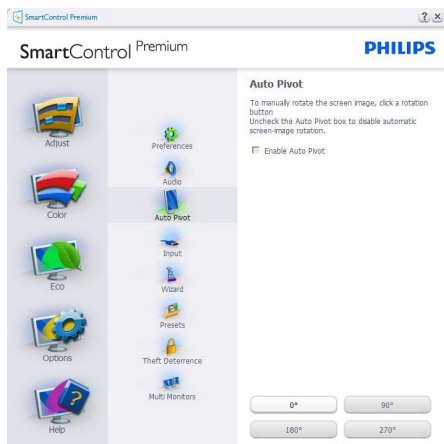 SmartControl Premium
? x
SmartControl Premium
PHILIPS
Adjust
Color
Eco
Options
Help
Preferences
Audio
Auto Pivot
Input
Wizard
Presets
Theft Deterrence
Multi Monitors
Auto Pivot
To manually rotate the screen image, click a rotation
button
Uncheck the Auto Pivot box to disable automatic
screen-image rotation.
Enable Auto Pivot
0° 90°
180° 270°